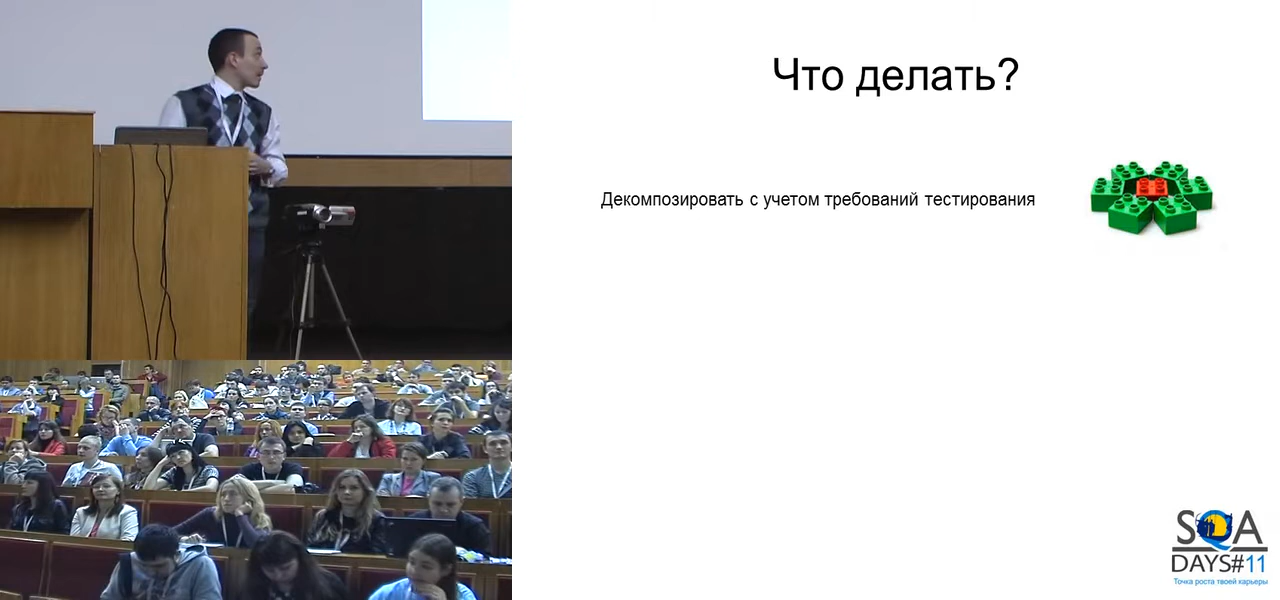 Что делать?
Декомпозировать с учетом требований тестирования
SQA
DAYS#11
Точка роста твоей карьеры